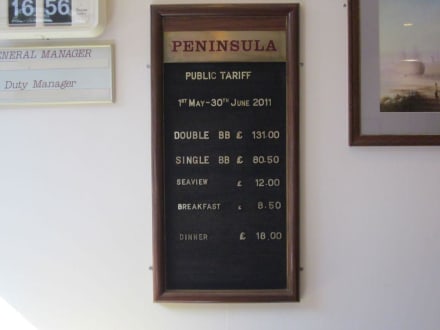 16 56
GENERAL MANAGER
Duty Manager
PENINSULA
PUBLIC TARIFF
1ST MAY-30TH JUNE 2011
DOUBLE BB £ 131.00
SINGLE BB £ 80.50
SEAVIEW £ 12.00
BREAKFAST £ 8.50
DINNER £ 18.00